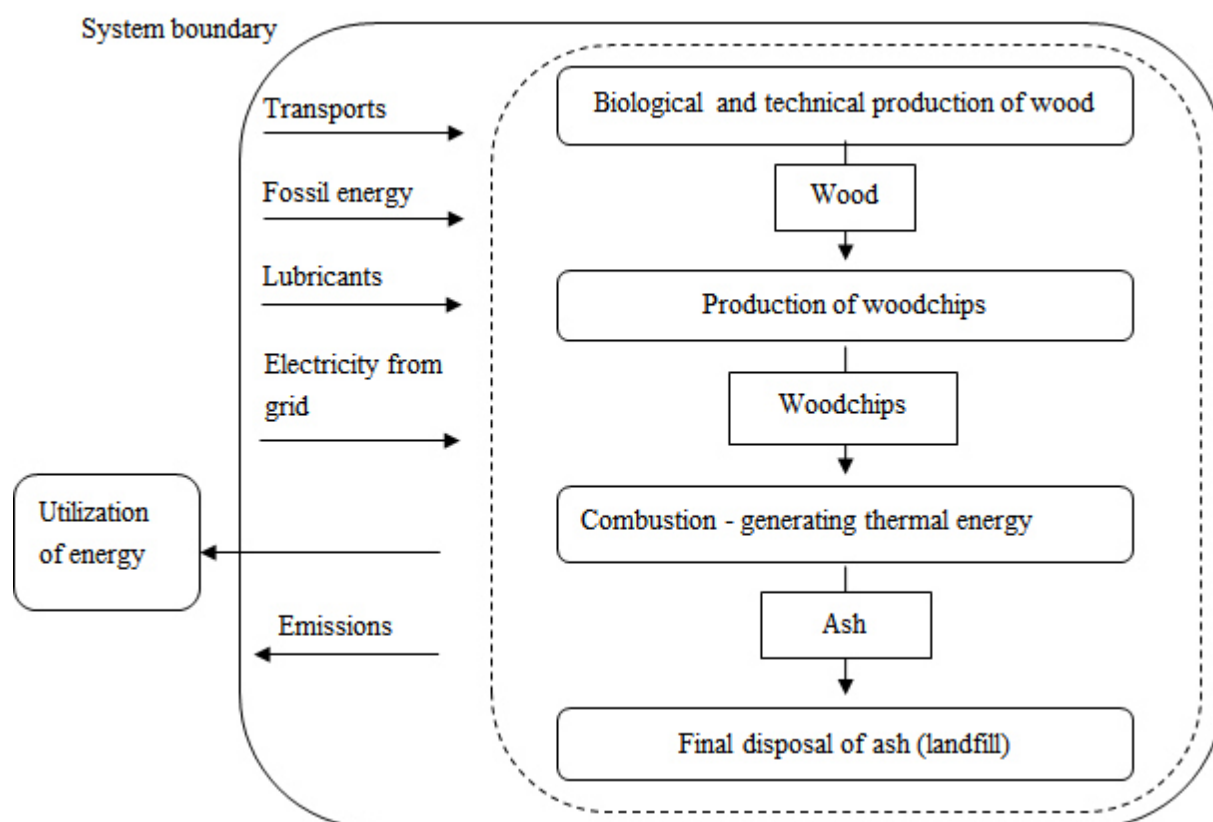 System boundary
Transports
Fossil energy
Lubricants
Electricity from
grid
Utilization
of energy
Emissions
Biological and technical production of wood
Wood
Production of woodchips
Woodchips
Combustion - generating thermal energy
Ash
Final disposal of ash (landfill)